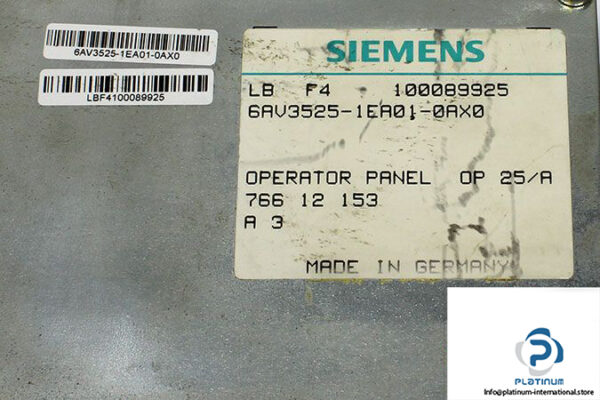 6AV3525-1EA01-0AX0
LBF4100089925
SIEMENS
LB F4 100089925
6AV3525-1EA01-0AX0
OPERATOR PANEL OP 25/A
766 12 153
A 3
MADE IN GERMANY
PLATINUM
Info@platinum-international.store